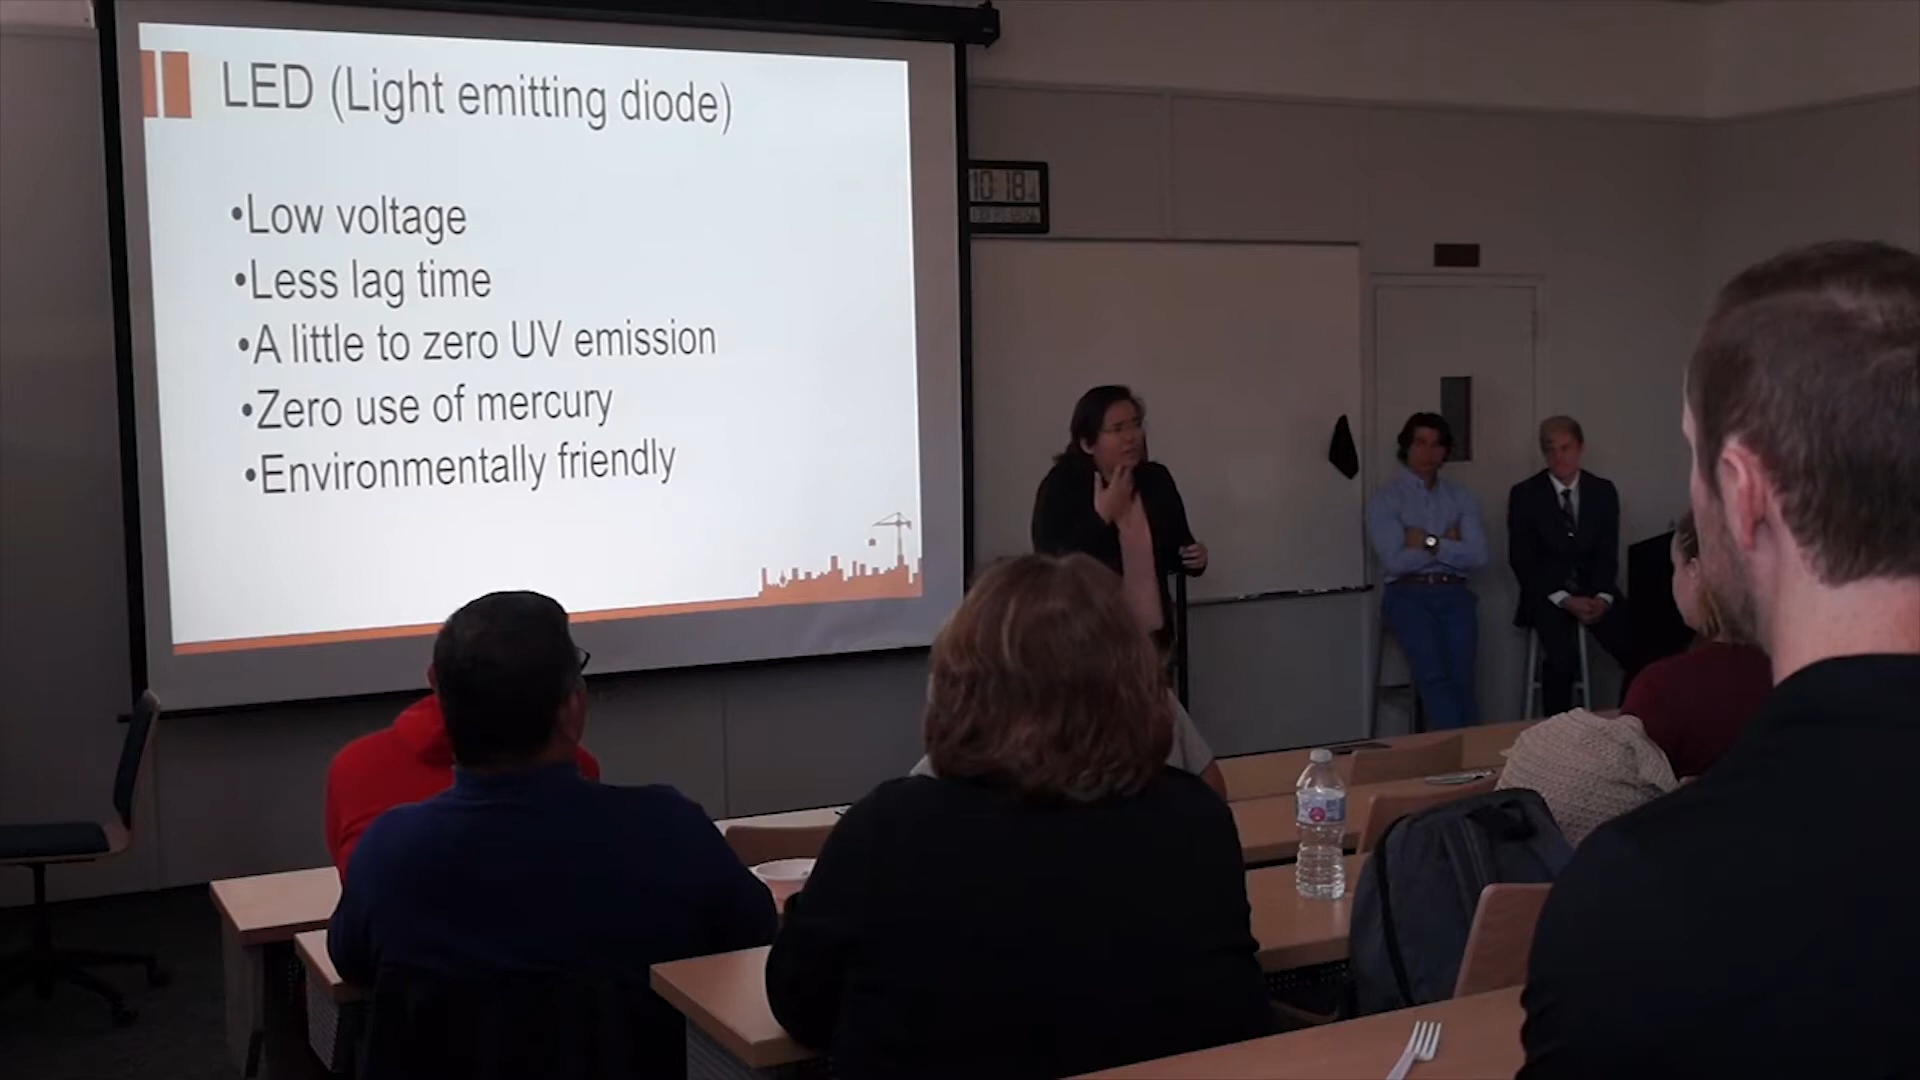 LED (Light emitting diode)
•Low voltage
•Less lag time
•A little to zero UV emission
•Zero use of mercury
•Environmentally friendly
10:18